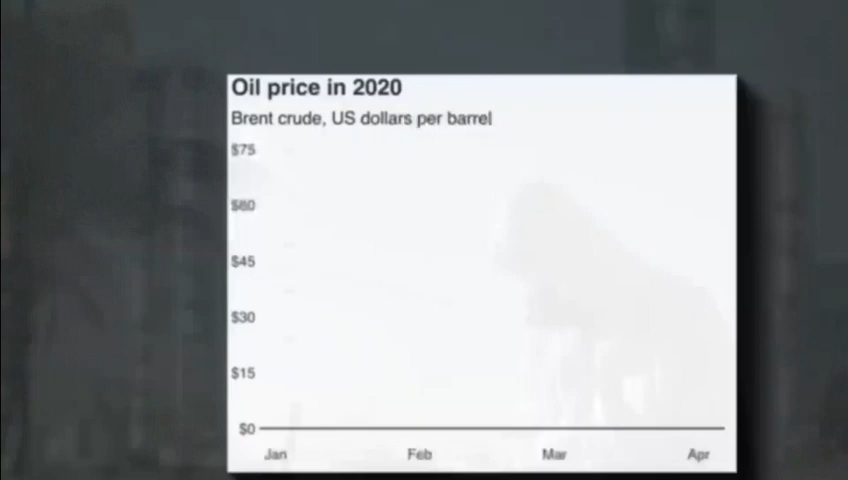 Oil price in 2020
Brent crude, US dollars per barrel
$75
$60
$45
$30
$15
$0
Jan Feb Mar Apr